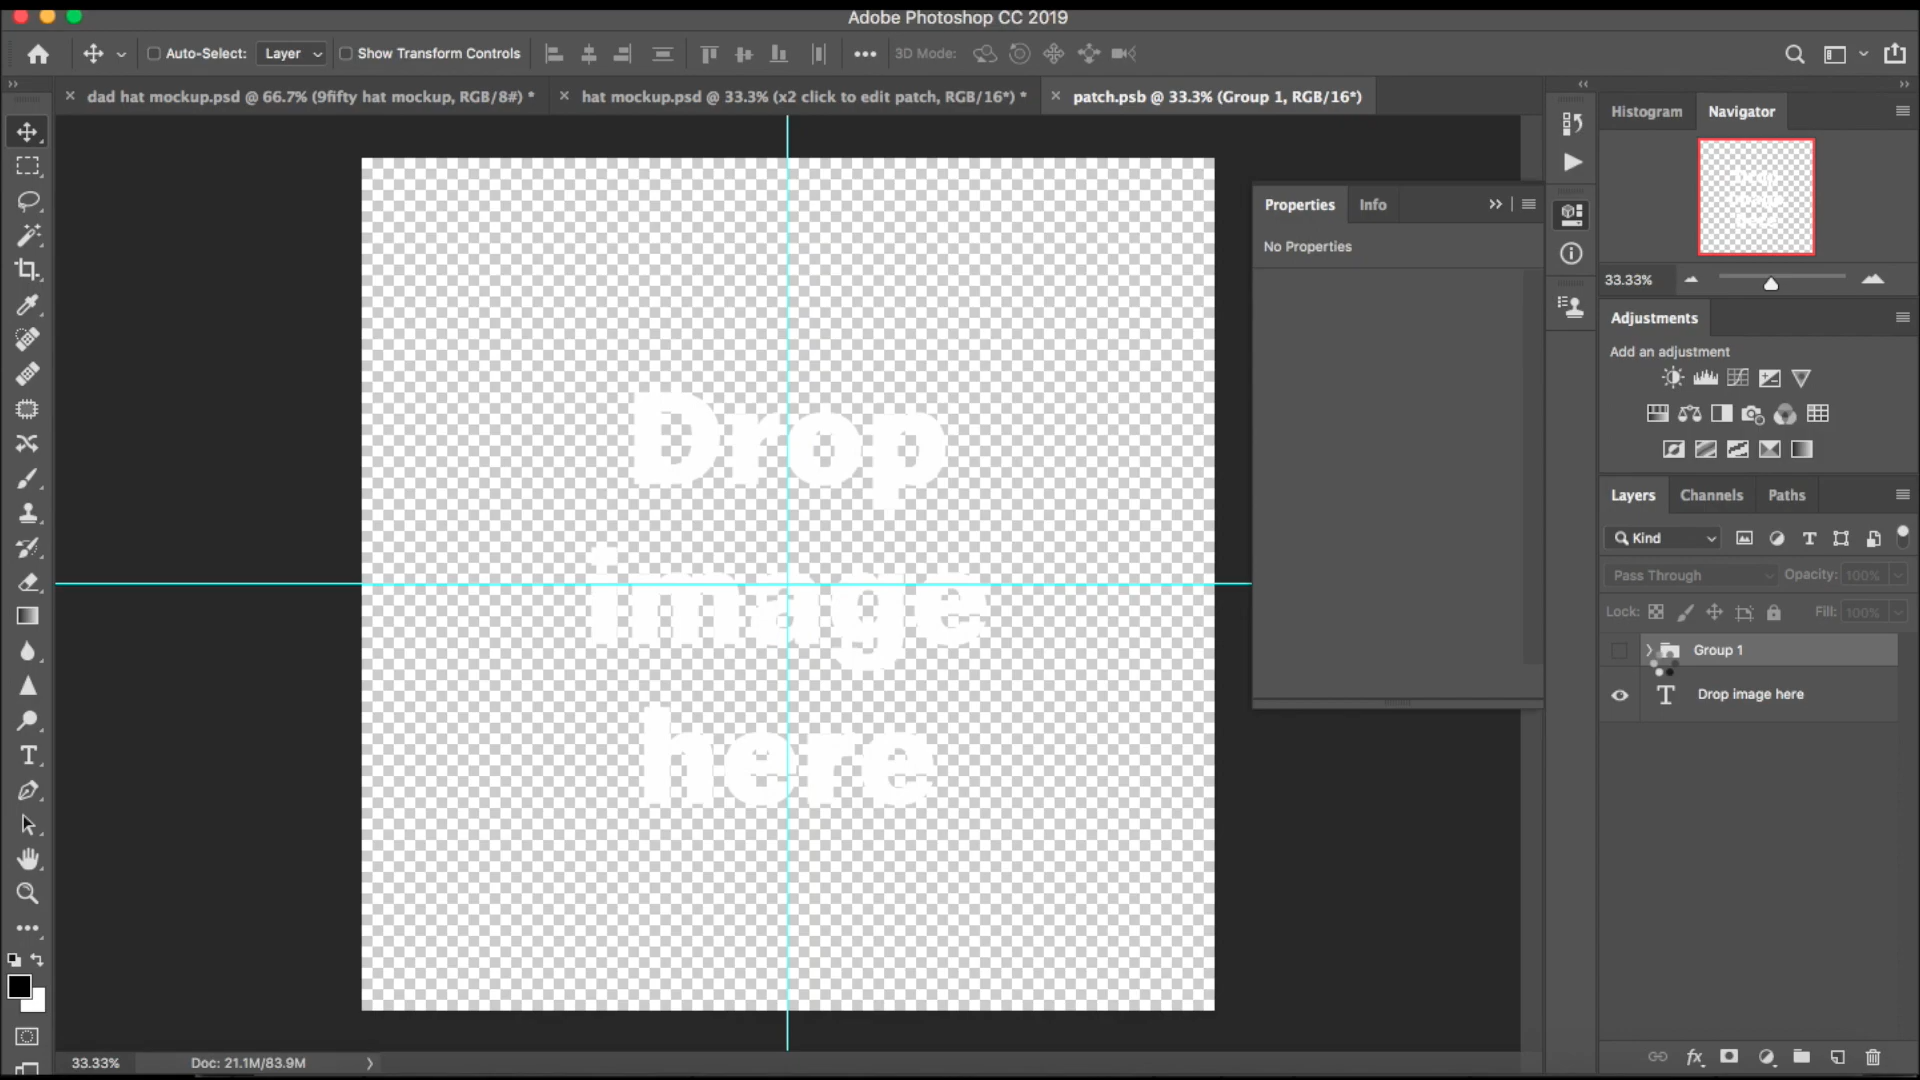 Adobe Photoshop CC 2019
Auto-Select: Layer Show Transform Controls 3D Mode:
dad hat mockup.psd @ 66.7% (9fifty hat mockup, RGB/8#) *
hat mockup.psd @ 33.3% (x2 click to edit patch, RGB/16*) *
patch.psb @ 33.3% (Group 1, RGB/16*)
Drop
image
here
Properties Info
No Properties
Histogram Navigator
Drop
image
here
33.33%
Adjustments
Add an adjustment
Layers Channels Paths
Kind
Pass Through Opacity: 100%
Lock: Fill: 100%
Group 1
Drop image here
33.33% Doc: 21.1M/83.9M